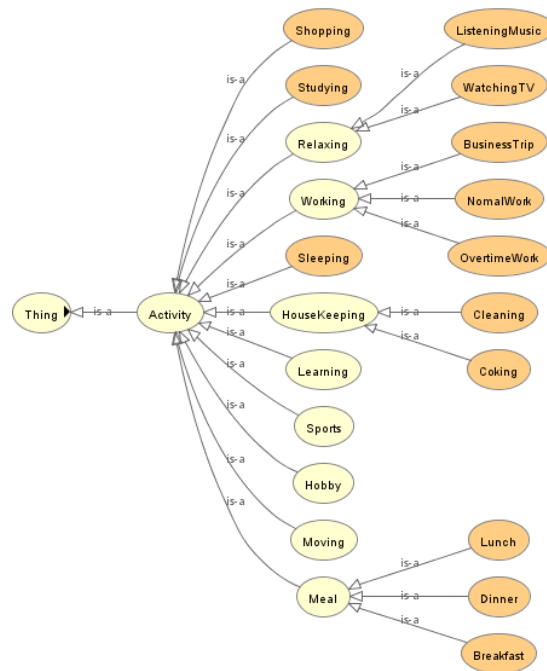 Shopping
ListeningMusic
is-a
Studying
WatchingTV
is-a
is-a
Relaxing
BusinessTrip
is-a
is-a
is-a
Working
NomalWork
is-a
is-a
is-a
Sleeping
OvertimeWork
is-a
Thing
is-a
Activity
is-a
HouseKeeping
is-a
Cleaning
is-a
is-a
Learning
Coking
is-a
Sports
is-a
Hobby
is-a
Moving
Lunch
is-a
is-a
Meal
is-a
Dinner
is-a
Breakfast